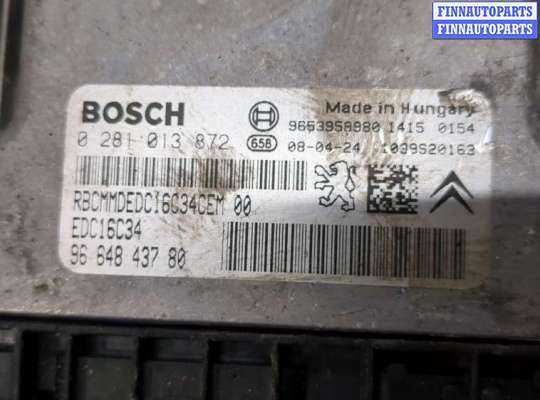 FINNAUTOPARTS
FINNAUTOPARTS
BOSCH
Made in Hungary
0 281 013 872
658
9653958980 1415 0154
08-04-24 1039S20163
RBCMMDEDC16C34CEM 00
EDC16C34
96 648 437 80